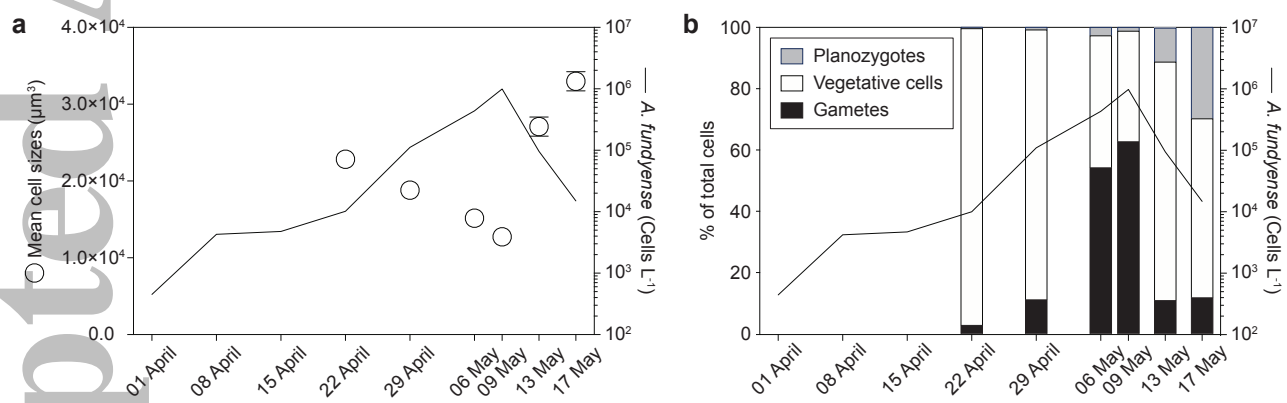 a
4.0×10⁴
3.0×10⁴
2.0×10⁴
1.0×10⁴
0.0
Mean cell sizes (µm³)
10⁷
10⁶
10⁵
10⁴
10³
10²
A. fundyense (Cells L⁻¹)
01 April
08 April
15 April
22 April
29 April
06 May
09 May
13 May
17 May
b
100
80
60
40
20
0
% of total cells
Planozygotes
Vegetative cells
Gametes
10⁷
10⁶
10⁵
10⁴
10³
10²
A. fundyense (Cells L⁻¹)
01 April
08 April
15 April
22 April
29 April
06 May
09 May
13 May
17 May
pted